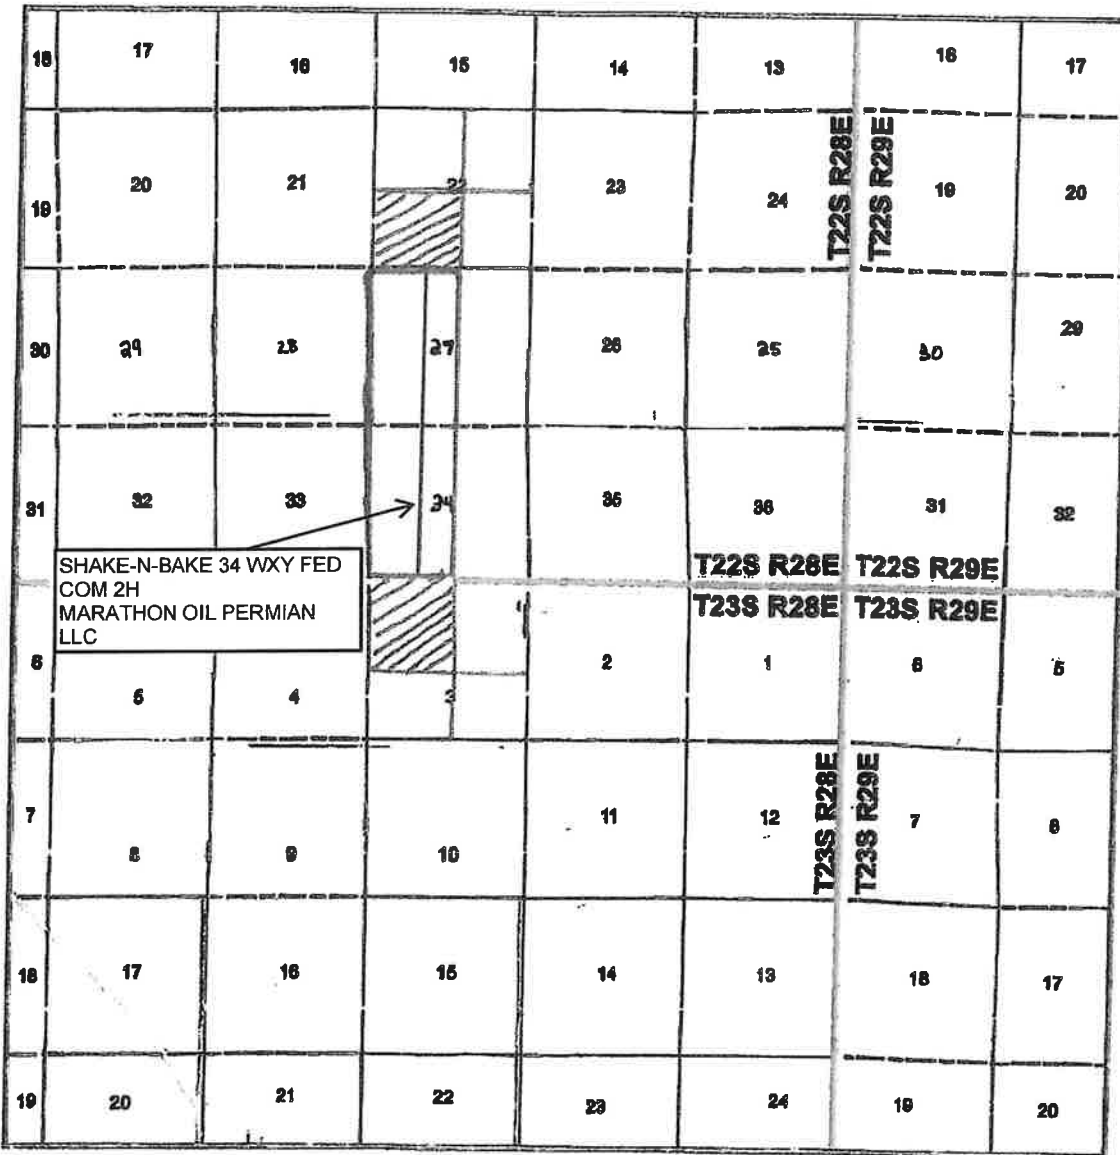 18 17 16 15 14 13 18 17
19 20 21 22 23 24 19 20
T22S R28E
T22S R29E
30 29 28 27 26 25 30 29
31 32 33 34 35 36 31 32
SHAKE-N-BAKE 34 WXY FED
COM 2H
MARATHON OIL PERMIAN
LLC
T22S R28E T22S R29E
T23S R28E T23S R29E
6 5 4 3 2 1 6 5
T23S R28E
T23S R29E
7 8 9 10 11 12 7 8
18 17 16 15 14 13 18 17
19 20 21 22 23 24 19 20